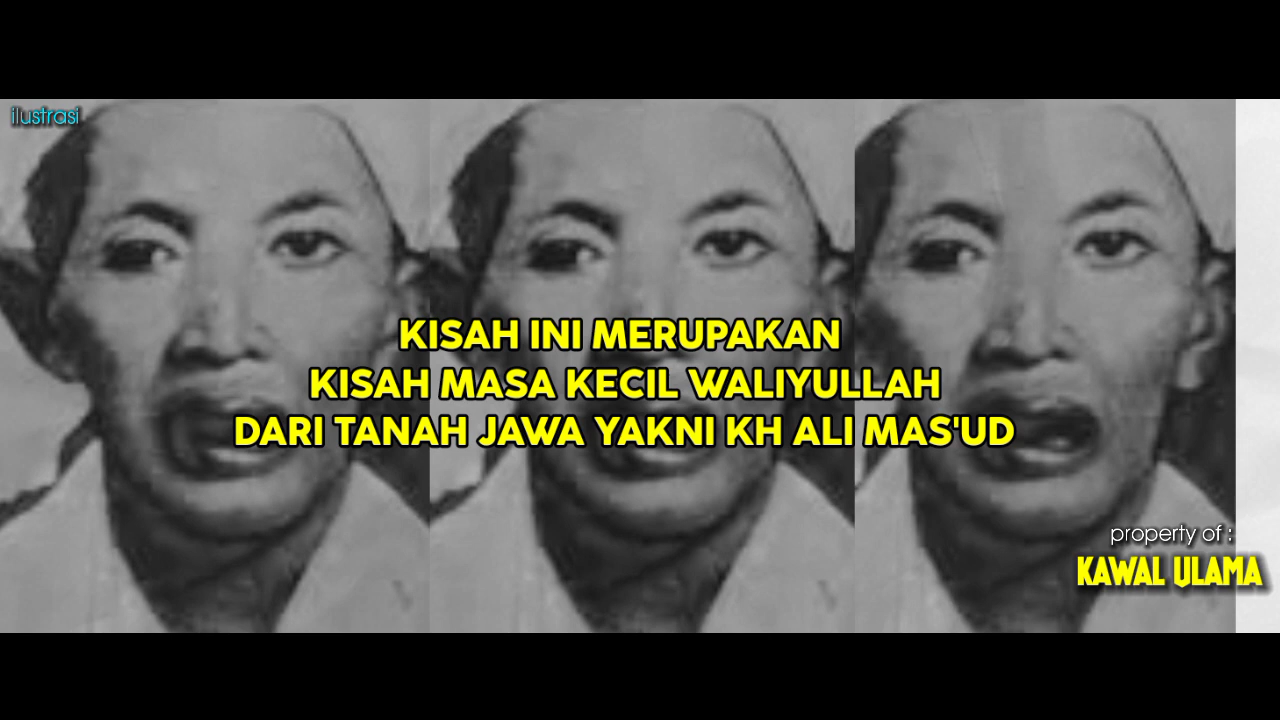 ilustrasi
KISAH INI MERUPAKAN
KISAH MASA KECIL WALIYULLAH
DARI TANAH JAWA YAKNI KH ALI MAS'UD
property of :
KAWAL ULAMA